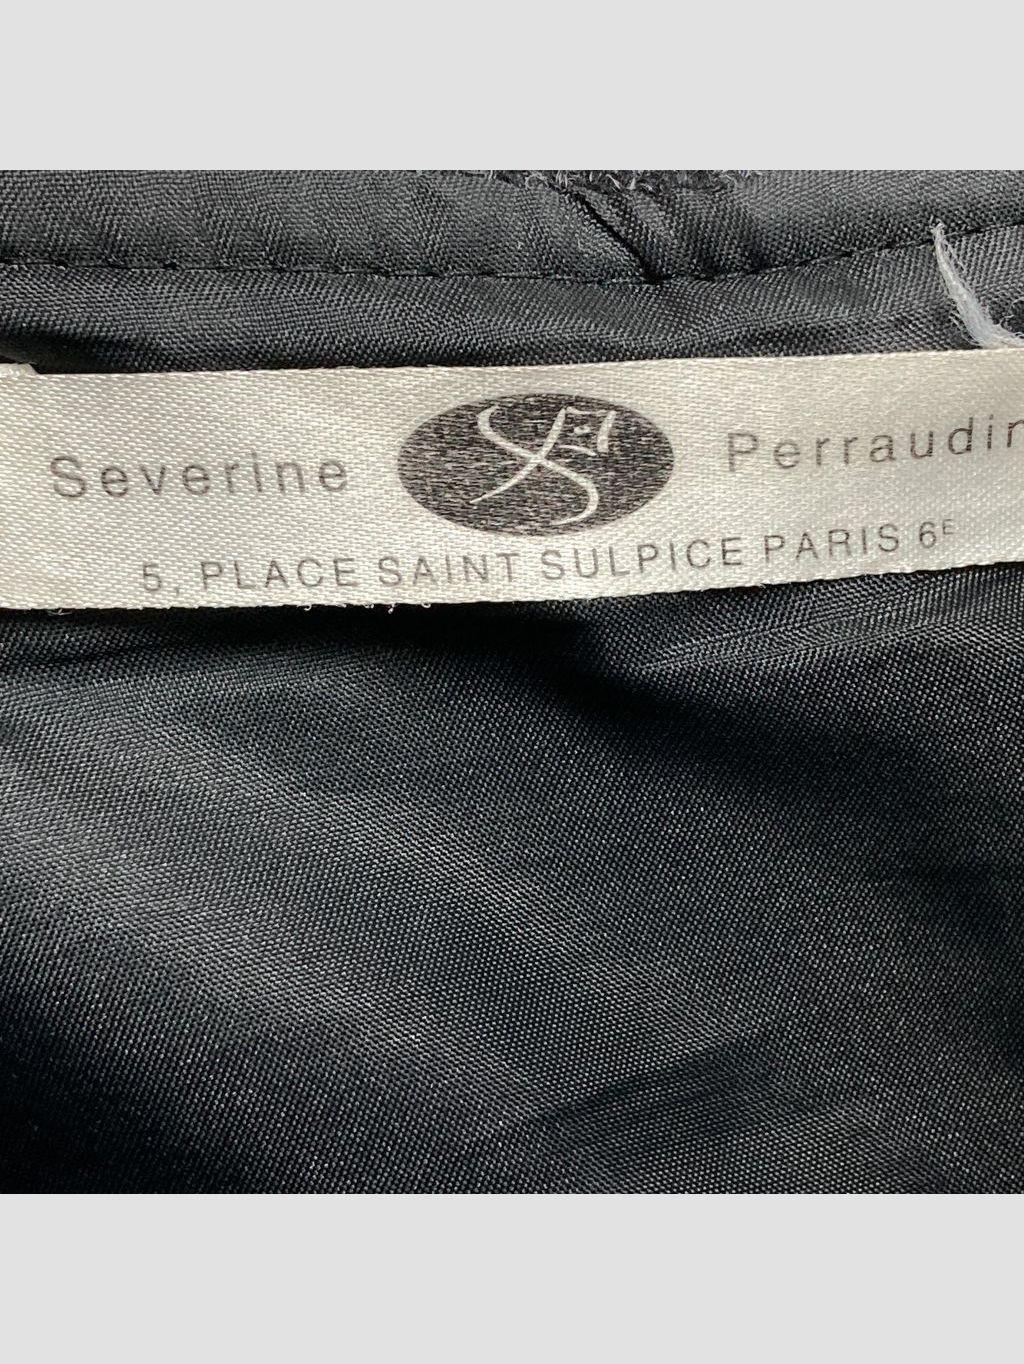 Severine Perraudin
5, PLACE SAINT SULPICE PARIS 6E